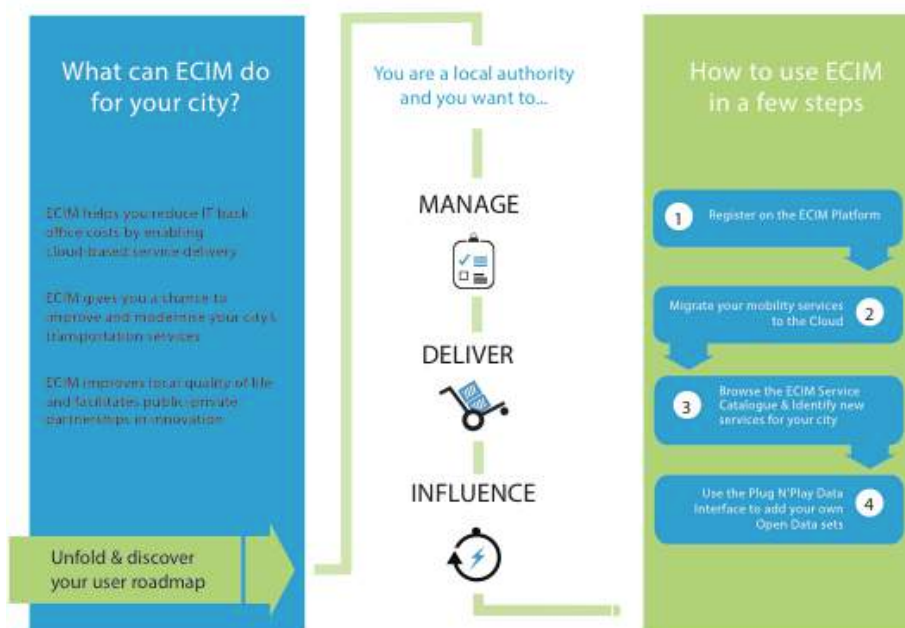 What can ECIM do
for your city?
ECIM helps you reduce IT back
office costs by enabling
cloud-based service delivery
ECIM gives you a chance to
improve and modernise your city's
transportation services
ECIM improves local quality of life
and facilitates public-private
partnerships in innovation
Unfold & discover
your user roadmap
You are a local authority
and you want to...
MANAGE
DELIVER
INFLUENCE
How to use ECIM
in a few steps
1 Register on the ECIM Platform
Migrate your mobility services 2
to the Cloud
Browse the ECIM Service
3 Catalogue & Identify new
services for your city
Use the Plug N'Play Data
Interface to add your own 4
Open Data sets